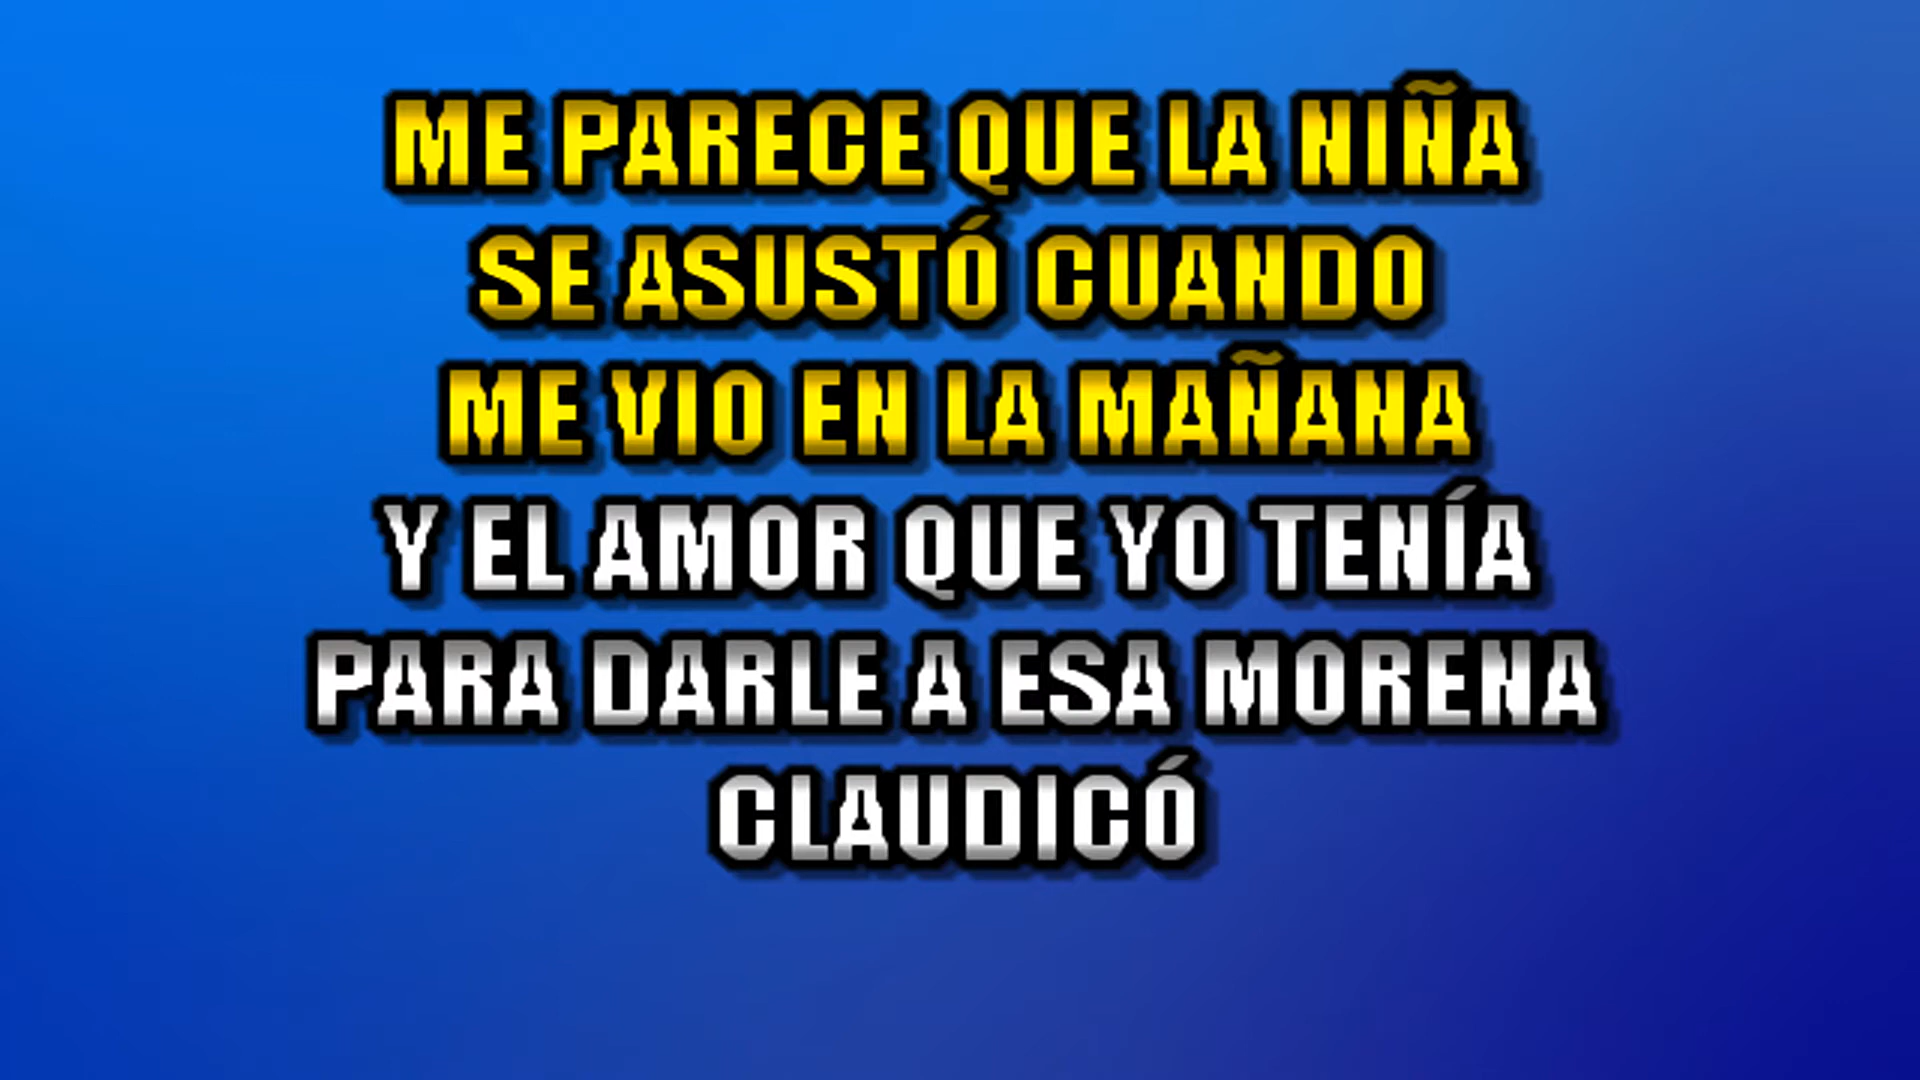 ME PARECE QUE LA NIÑA
SE ASUSTÓ CUANDO
ME VIO EN LA MAÑANA
Y EL AMOR QUE YO TENÍA
PARA DARLE A ESA MORENA
CLAUDICÓ